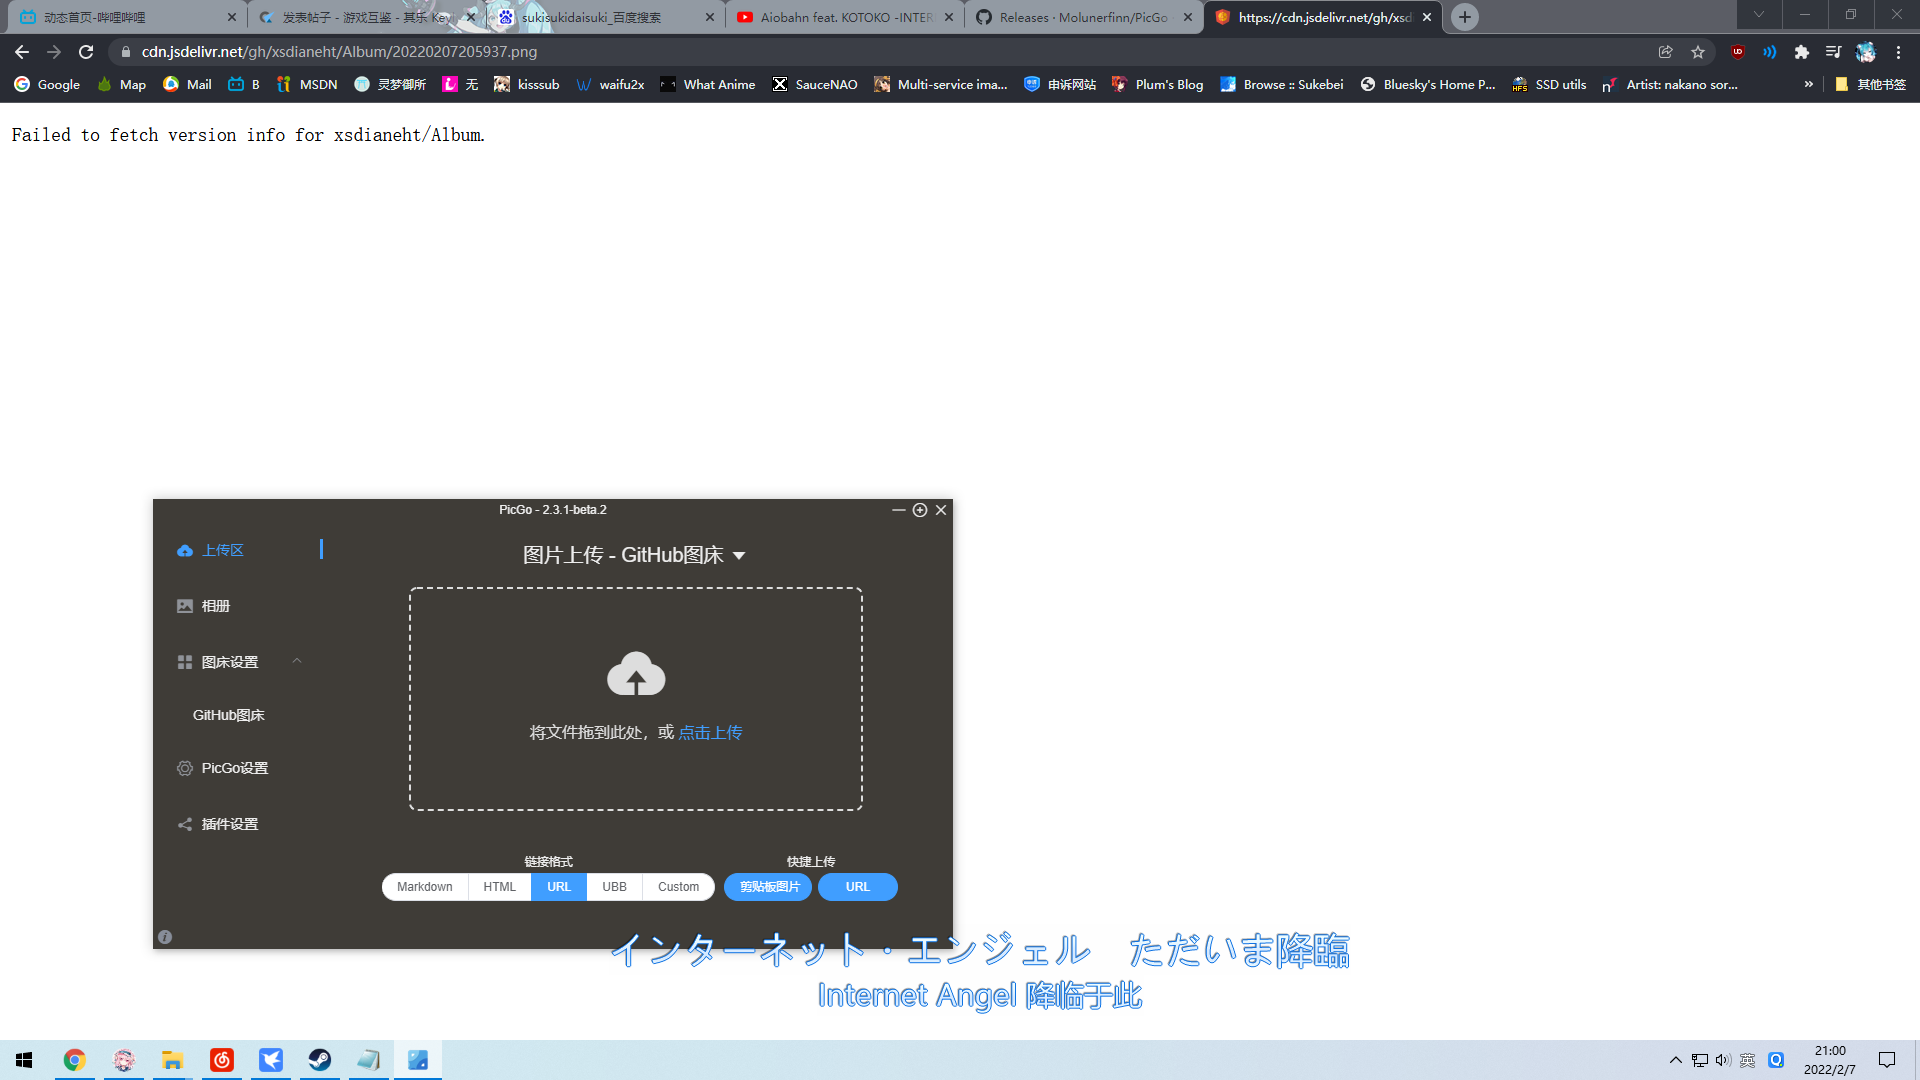 动态首页-哔哩哔哩
发表帖子 - 游戏互鉴 - 其乐 Key
sukisukidaisuki_百度搜索
Aiobahn feat. KOTOKO -INTER
Releases · Molunerfinn/PicGo
https://cdn.jsdelivr.net/gh/xsd
cdn.jsdelivr.net/gh/xsdianeht/Album/20220207205937.png
Google
Map
Mail
B
MSDN
灵梦御所
无
kisssub
waifu2x
What Anime
SauceNAO
Multi-service ima...
申诉网站
Plum's Blog
Browse :: Sukebei
Bluesky's Home P...
SSD utils
Artist: nakano sor...
»
其他书签
Failed to fetch version info for xsdianeht/Album.
PicGo - 2.3.1-beta.2
上传区
图片上传 - GitHub图床
相册
图床设置
GitHub图床
将文件拖到此处，或 点击上传
PicGo设置
插件设置
链接格式
快捷上传
Markdown
HTML
URL
UBB
Custom
剪贴板图片
URL
インターネット・エンジェル ただいま降臨
Internet Angel 降临于此
英
21:00
2022/2/7